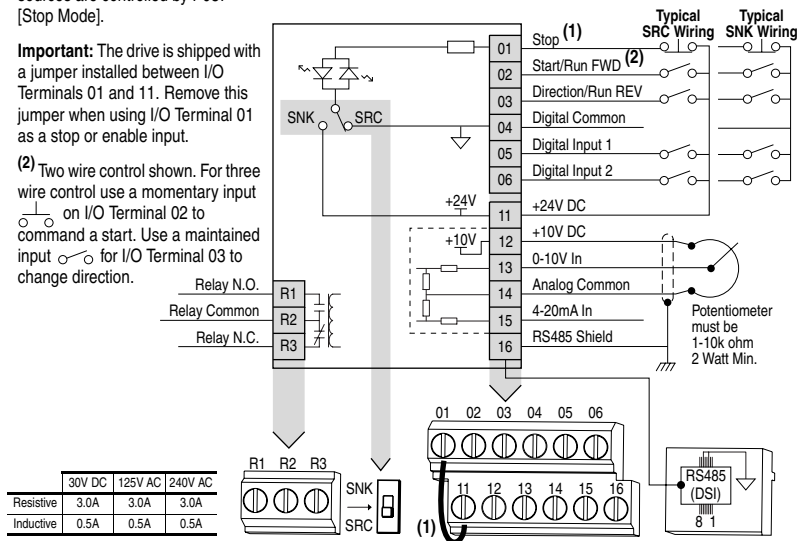 [Stop Mode].
Important: The drive is shipped with
a jumper installed between I/O
Terminals 01 and 11. Remove this
jumper when using I/O Terminal 01
as a stop or enable input.
(2) Two wire control shown. For three
wire control use a momentary input
on I/O Terminal 02 to
command a start. Use a maintained
input for I/O Terminal 03 to
change direction.
Typical
SRC Wiring
Typical
SNK Wiring
01 Stop (1)
02 Start/Run FWD (2)
03 Direction/Run REV
04 Digital Common
05 Digital Input 1
06 Digital Input 2
11 +24V DC
12 +10V DC
13 0-10V In
14 Analog Common
15 4-20mA In
16 RS485 Shield
SNK
SRC
+24V
+10V
Relay N.O. R1
Relay Common R2
Relay N.C. R3
Potentiometer
must be
1-10k ohm
2 Watt Min.
30V DC 125V AC 240V AC
Resistive 3.0A 3.0A 3.0A
Inductive 0.5A 0.5A 0.5A
R1 R2 R3
SNK
SRC
01 02 03 04 05 06
11 12 13 14 15 16
(1)
RS485
(DSI)
8 1